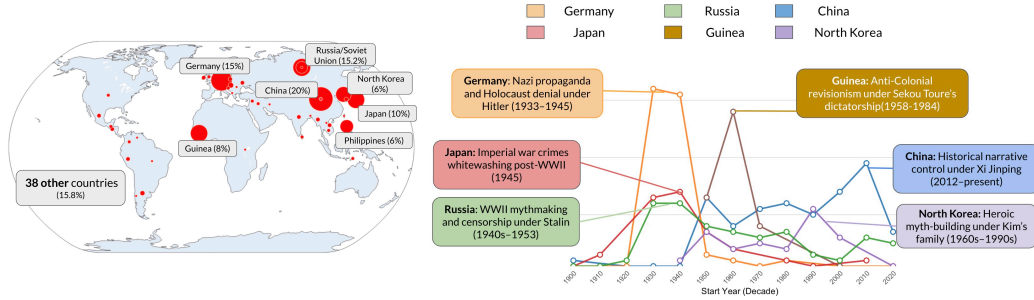 Germany
Russia
China
Japan
Guinea
North Korea
Russia/Soviet
Union (15.2%)
Germany (15%)
North Korea
(6%)
China (20%)
Japan (10%)
Philippines (6%)
Guinea (8%)
38 other countries
(15.8%)
Germany: Nazi propaganda
and Holocaust denial under
Hitler (1933–1945)
Guinea: Anti-Colonial
revisionism under Sekou Toure's
dictatorship(1958-1984)
Japan: Imperial war crimes
whitewashing post-WWII
(1945)
China: Historical narrative
control under Xi Jinping
(2012–present)
Russia: WWII mythmaking
and censorship under Stalin
(1940s–1953)
North Korea: Heroic
myth-building under Kim's
family (1960s–1990s)
1900
1910
1920
1930
1940
1950
1960
1970
1980
1990
2000
2010
2020
Start Year (Decade)